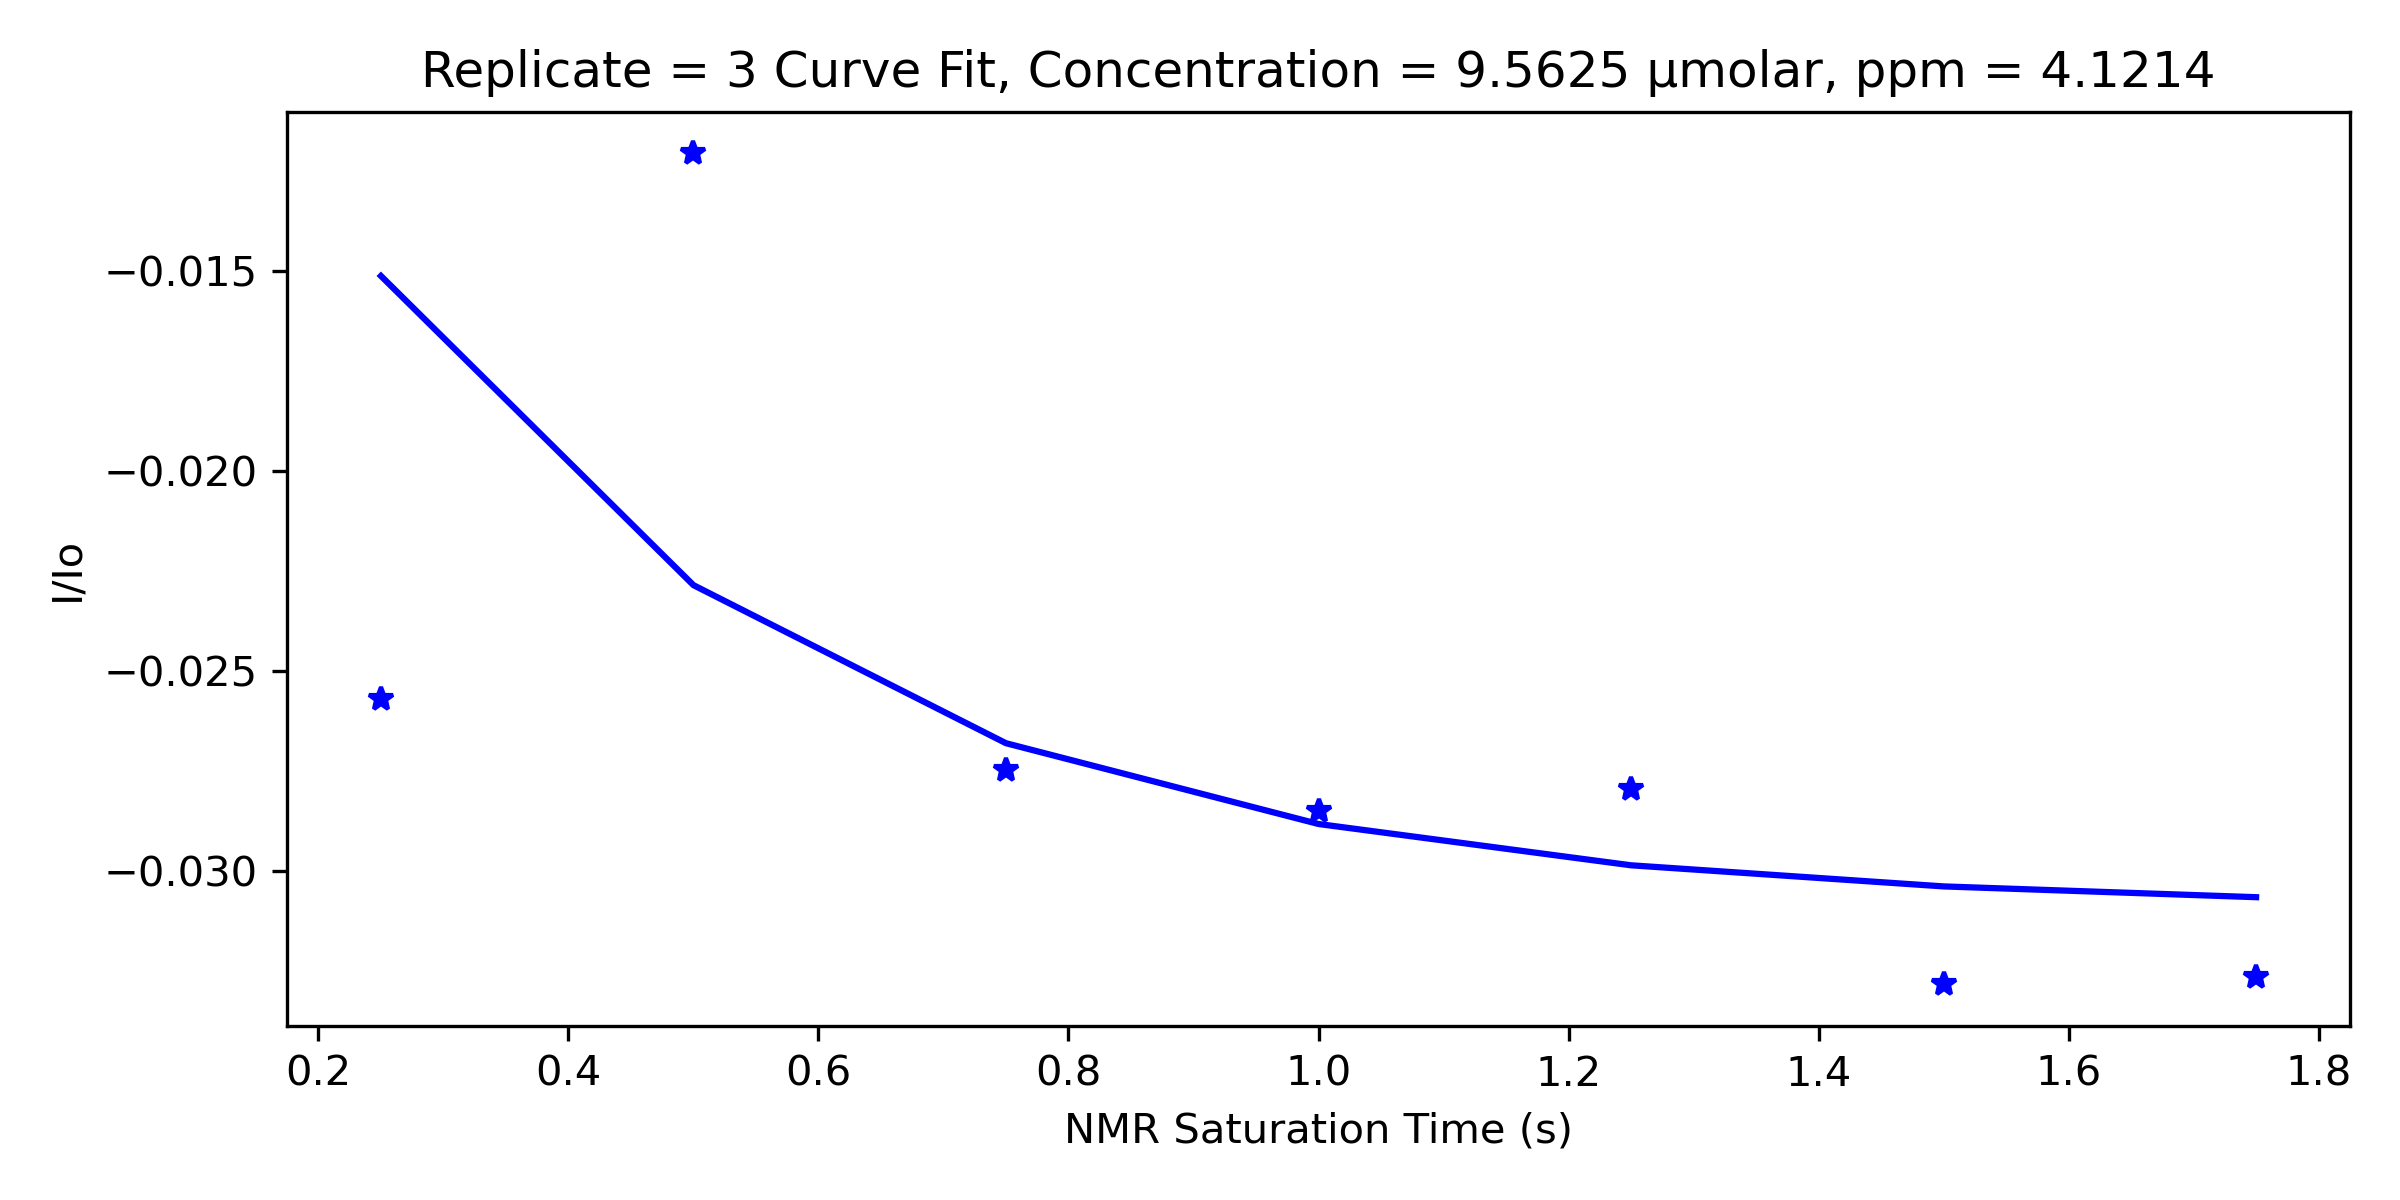 Replicate = 3 Curve Fit, Concentration = 9.5625 µmolar, ppm = 4.1214
−0.015
−0.020
−0.025
−0.030
I/Io
0.2 0.4 0.6 0.8 1.0 1.2 1.4 1.6 1.8
NMR Saturation Time (s)